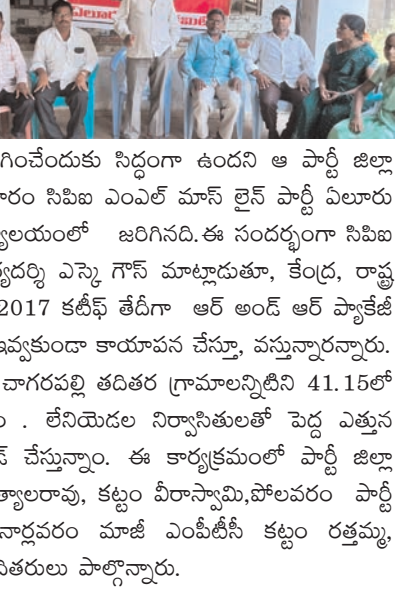 ఏలూరు
గించేందుకు సిద్ధంగా ఉందని ఆ పార్టీ జిల్లా
రం సిపిఐ ఎంఎల్ మాస్ లైన్ పార్టీ ఏలూరు
లయంలో జరిగినది.ఈ సందర్భంగా సిపిఐ
ర్యదర్శి ఎస్కె గౌస్ మాట్లాడుతూ, కేంద్ర, రాష్ట్ర
2017 కటీఫ్ తేదీగా ఆర్ అండ్ ఆర్ ప్యాకేజీ
ఇవ్వకుండా కాయాపన చేస్తూ, వస్తున్నారన్నారు.
చాగరపల్లి తదితర గ్రామాలన్నిటిని 41.15లో
. లేనియెడల నిర్వాసితులతో పెద్ద ఎత్తున
డ్ చేస్తున్నాం. ఈ కార్యక్రమంలో పార్టీ జిల్లా
త్యాలరావు, కట్టం వీరాస్వామి,పోలవరం పార్టీ
నార్లవరం మాజీ ఎంపీటీసీ కట్టం రత్తమ్మ,
దితరులు పాల్గొన్నారు.